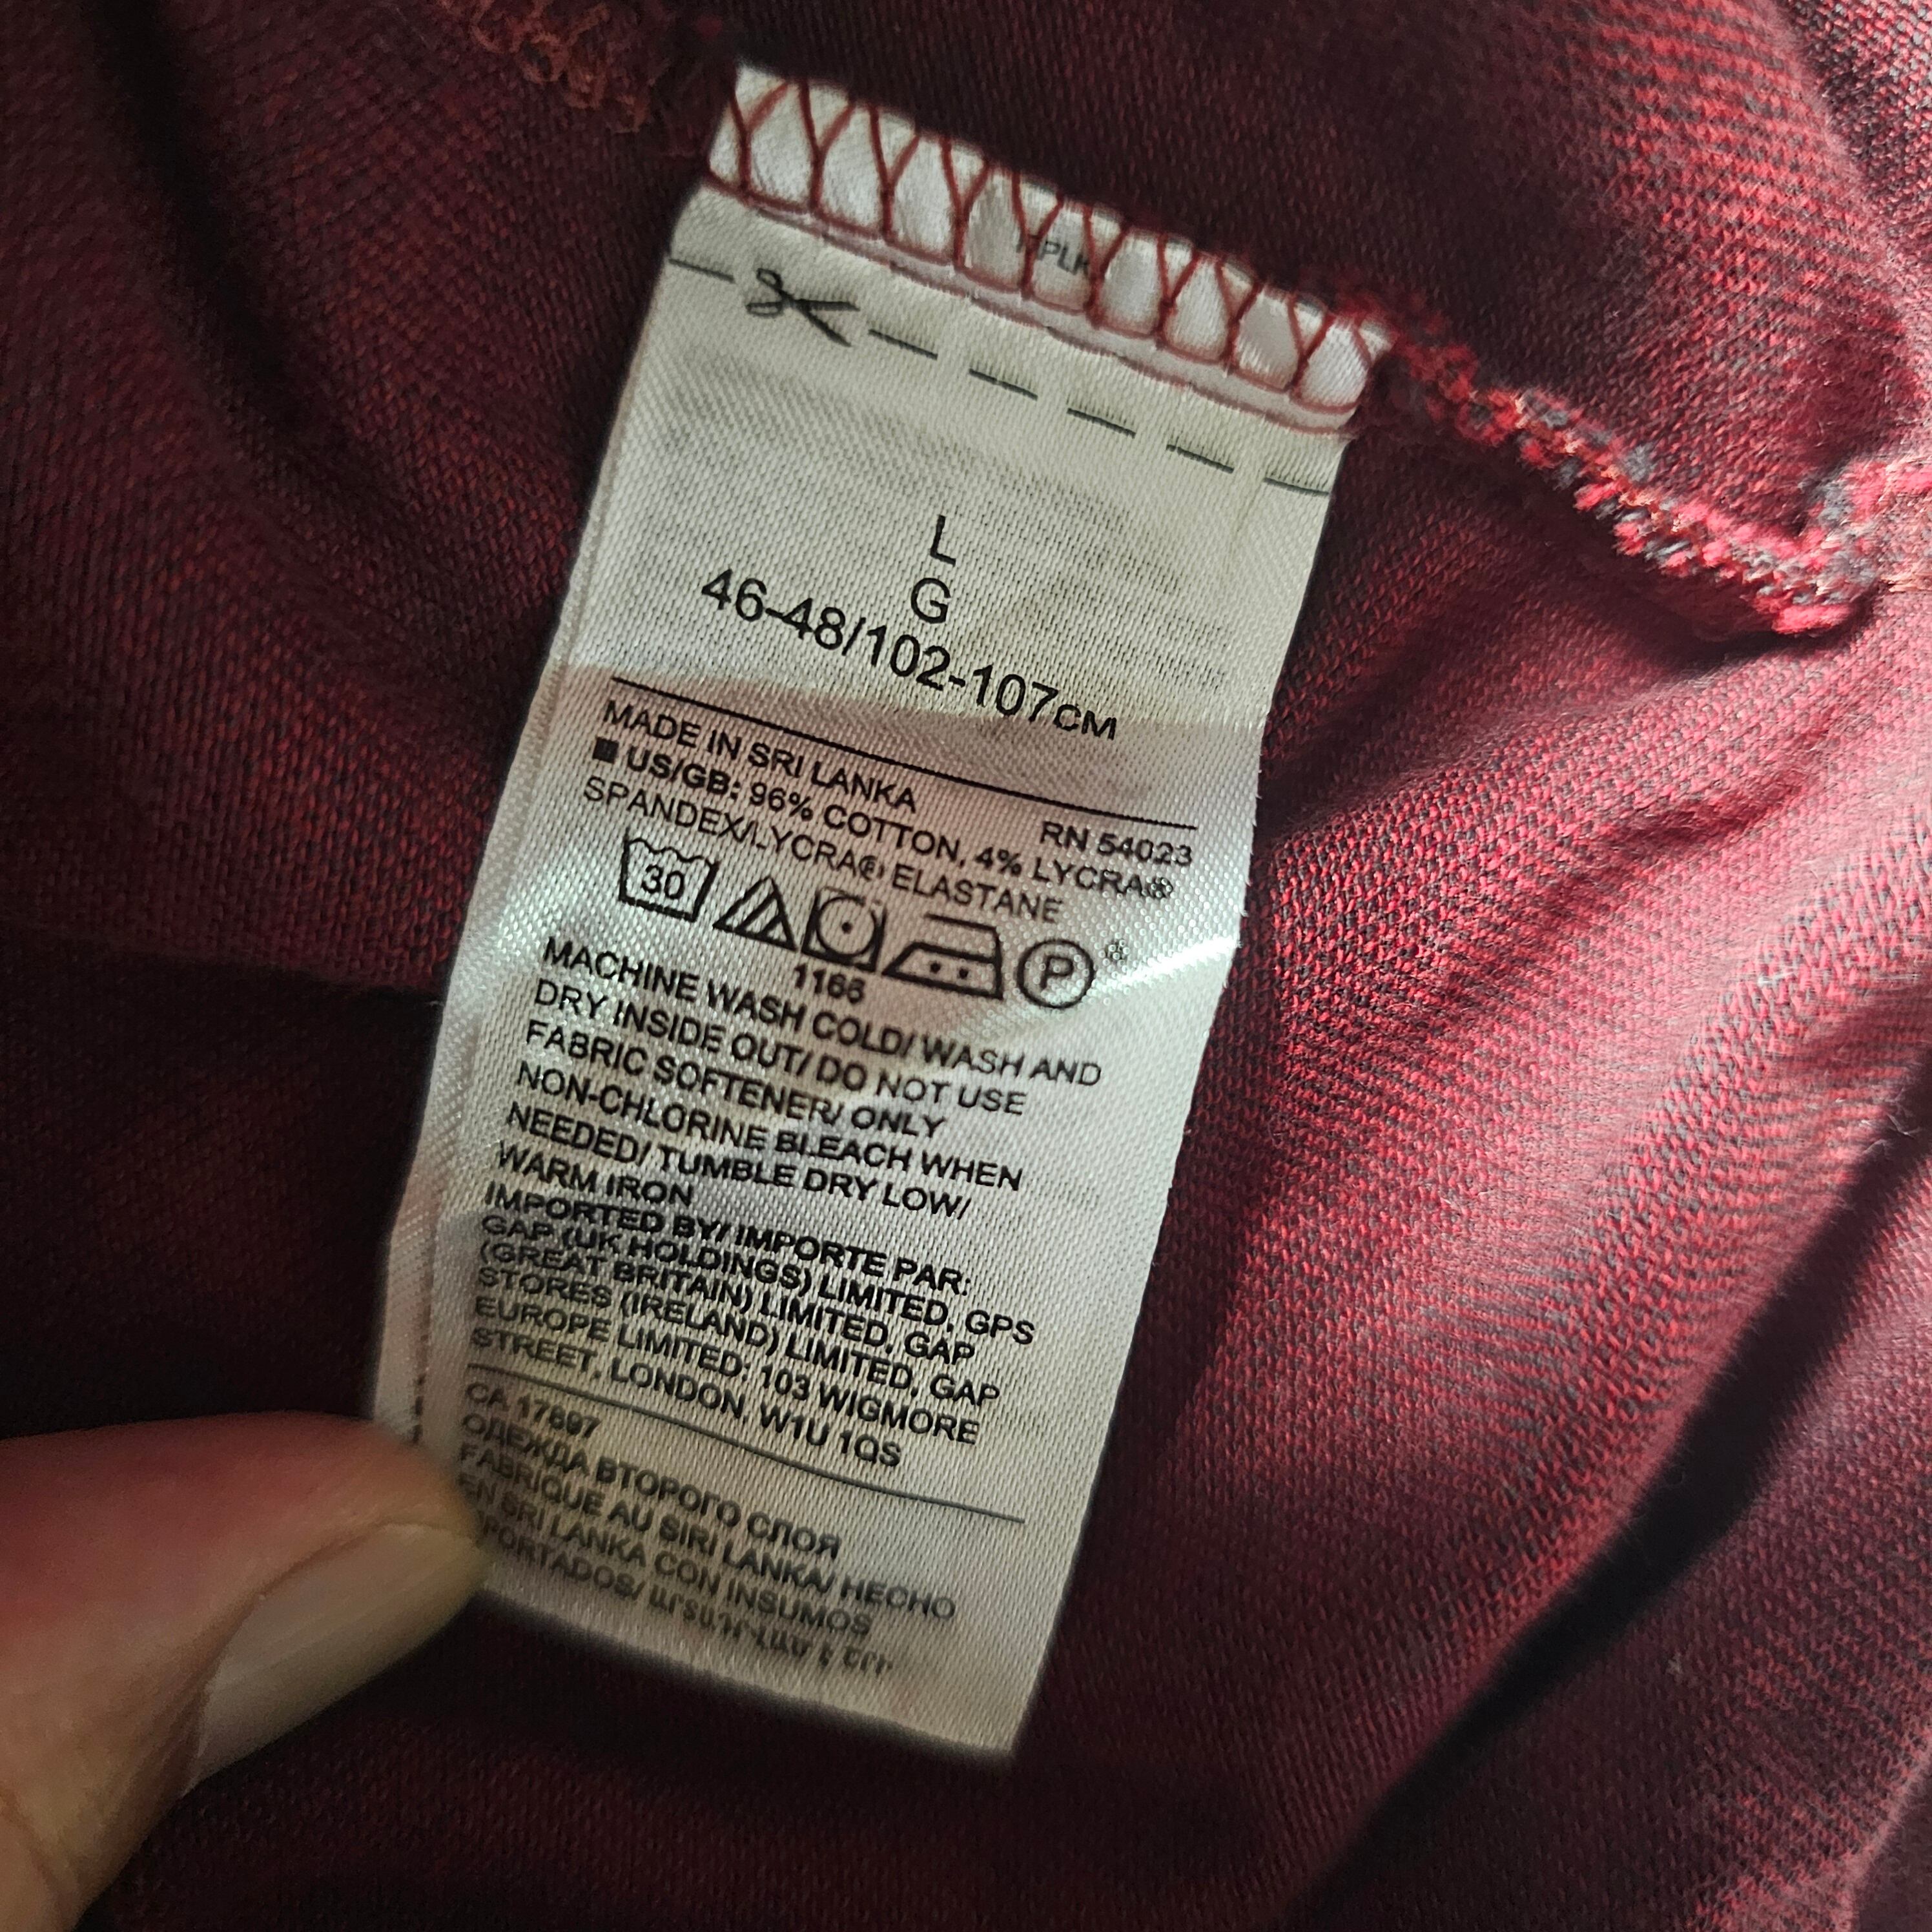 L
G
46-48/102-107CM
MADE IN SRI LANKA
RN 54023
■ US/GB: 96% COTTON, 4% LYCRA®
SPANDEX/LYCRA® ELASTANE
30
P
1166
MACHINE WASH COLD/ WASH AND
DRY INSIDE OUT/ DO NOT USE
FABRIC SOFTENER/ ONLY
NON-CHLORINE BLEACH WHEN
NEEDED/ TUMBLE DRY LOW/
WARM IRON
IMPORTED BY/ IMPORTE PAR:
GAP (UK HOLDINGS) LIMITED, GPS
(GREAT BRITAIN) LIMITED, GAP
STORES (IRELAND) LIMITED, GAP
EUROPE LIMITED: 103 WIGMORE
STREET, LONDON, W1U 1QS
CA 17897
ОДЕЖДА ВТОРОГО СЛОЯ
FABRIQUE AU SIRI LANKA/ HECHO
EN SRI LANKA CON INSUMOS
PORTADOS/